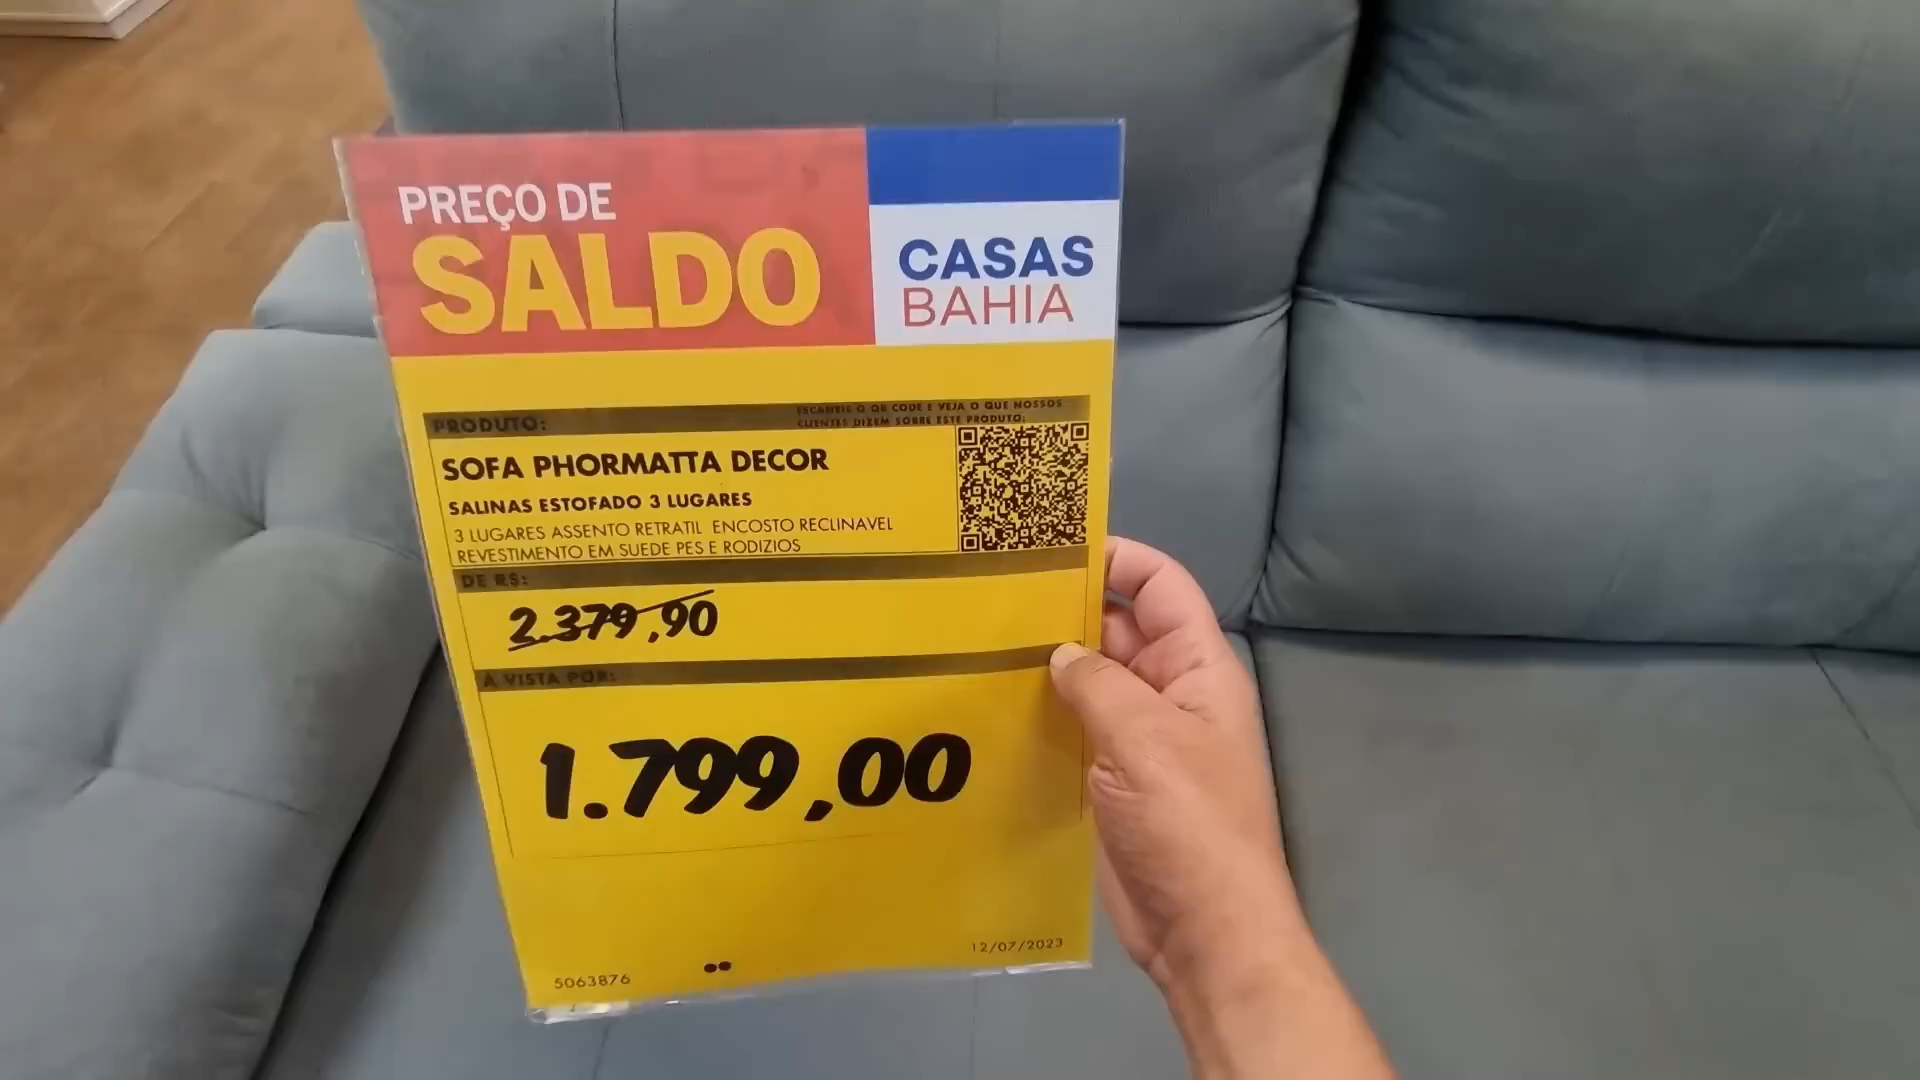 PREÇO DE
SALDO
CASAS
BAHIA
PRODUTO:
ESCANEIE O QR CODE E VEJA O QUE NOSSOS
CLIENTES DIZEM SOBRE ESTE PRODUTO:
SOFA PHORMATTA DECOR
SALINAS ESTOFADO 3 LUGARES
3 LUGARES ASSENTO RETRATIL ENCOSTO RECLINAVEL
REVESTIMENTO EM SUEDE PES E RODIZIOS
DE R$:
2.379,90
À VISTA POR:
1.799,00
12/07/2023
5063876